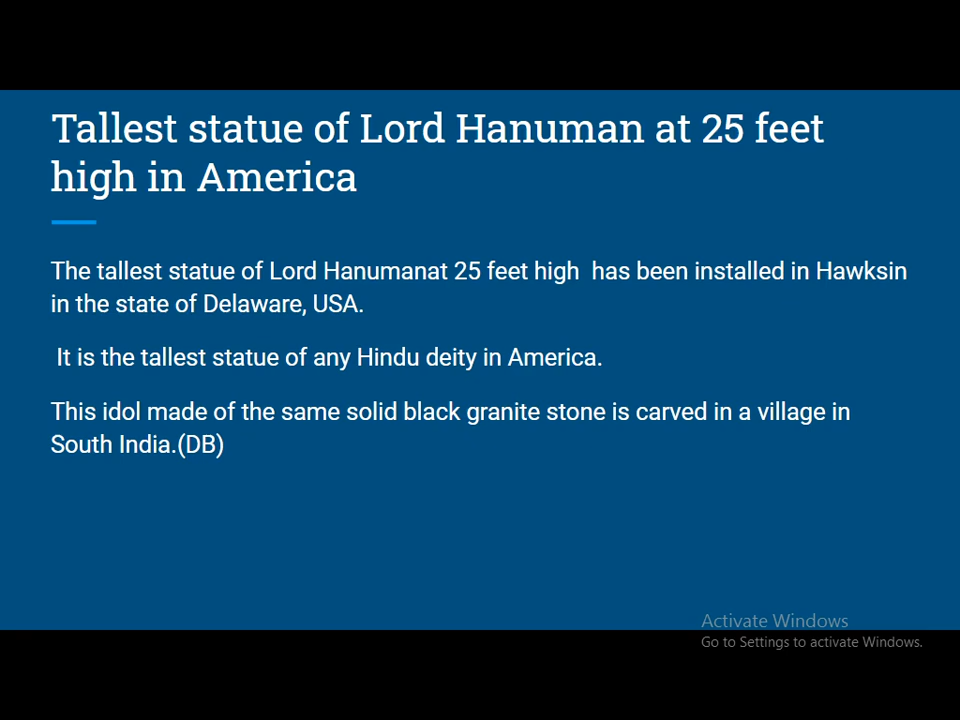 Tallest statue of Lord Hanuman at 25 feet
high in America
The tallest statue of Lord Hanumanat 25 feet high  has been installed in Hawksin
in the state of Delaware, USA.
It is the tallest statue of any Hindu deity in America.
This idol made of the same solid black granite stone is carved in a village in
South India.(DB)
Activate Windows
Go to Settings to activate Windows.